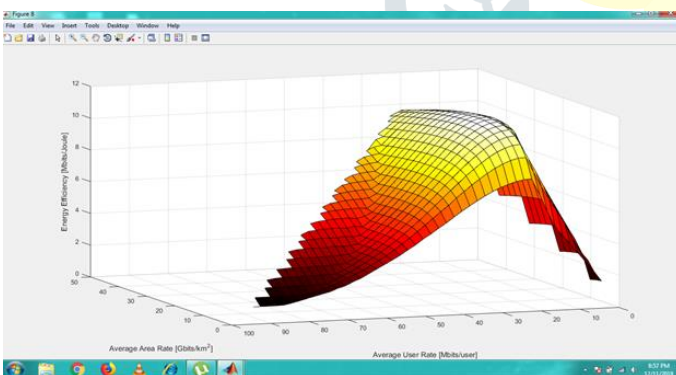 Figure 8
File Edit View Insert Tools Desktop Window Help
12
10
8
6
4
2
0
Energy Efficiency [Mbits/Joule]
50
40
30
20
10
0
Average Area Rate [Gbits/km²]
100 90 80 70 60 50 40 30 20 10 0
Average User Rate [Mbits/user]
8:57 PM